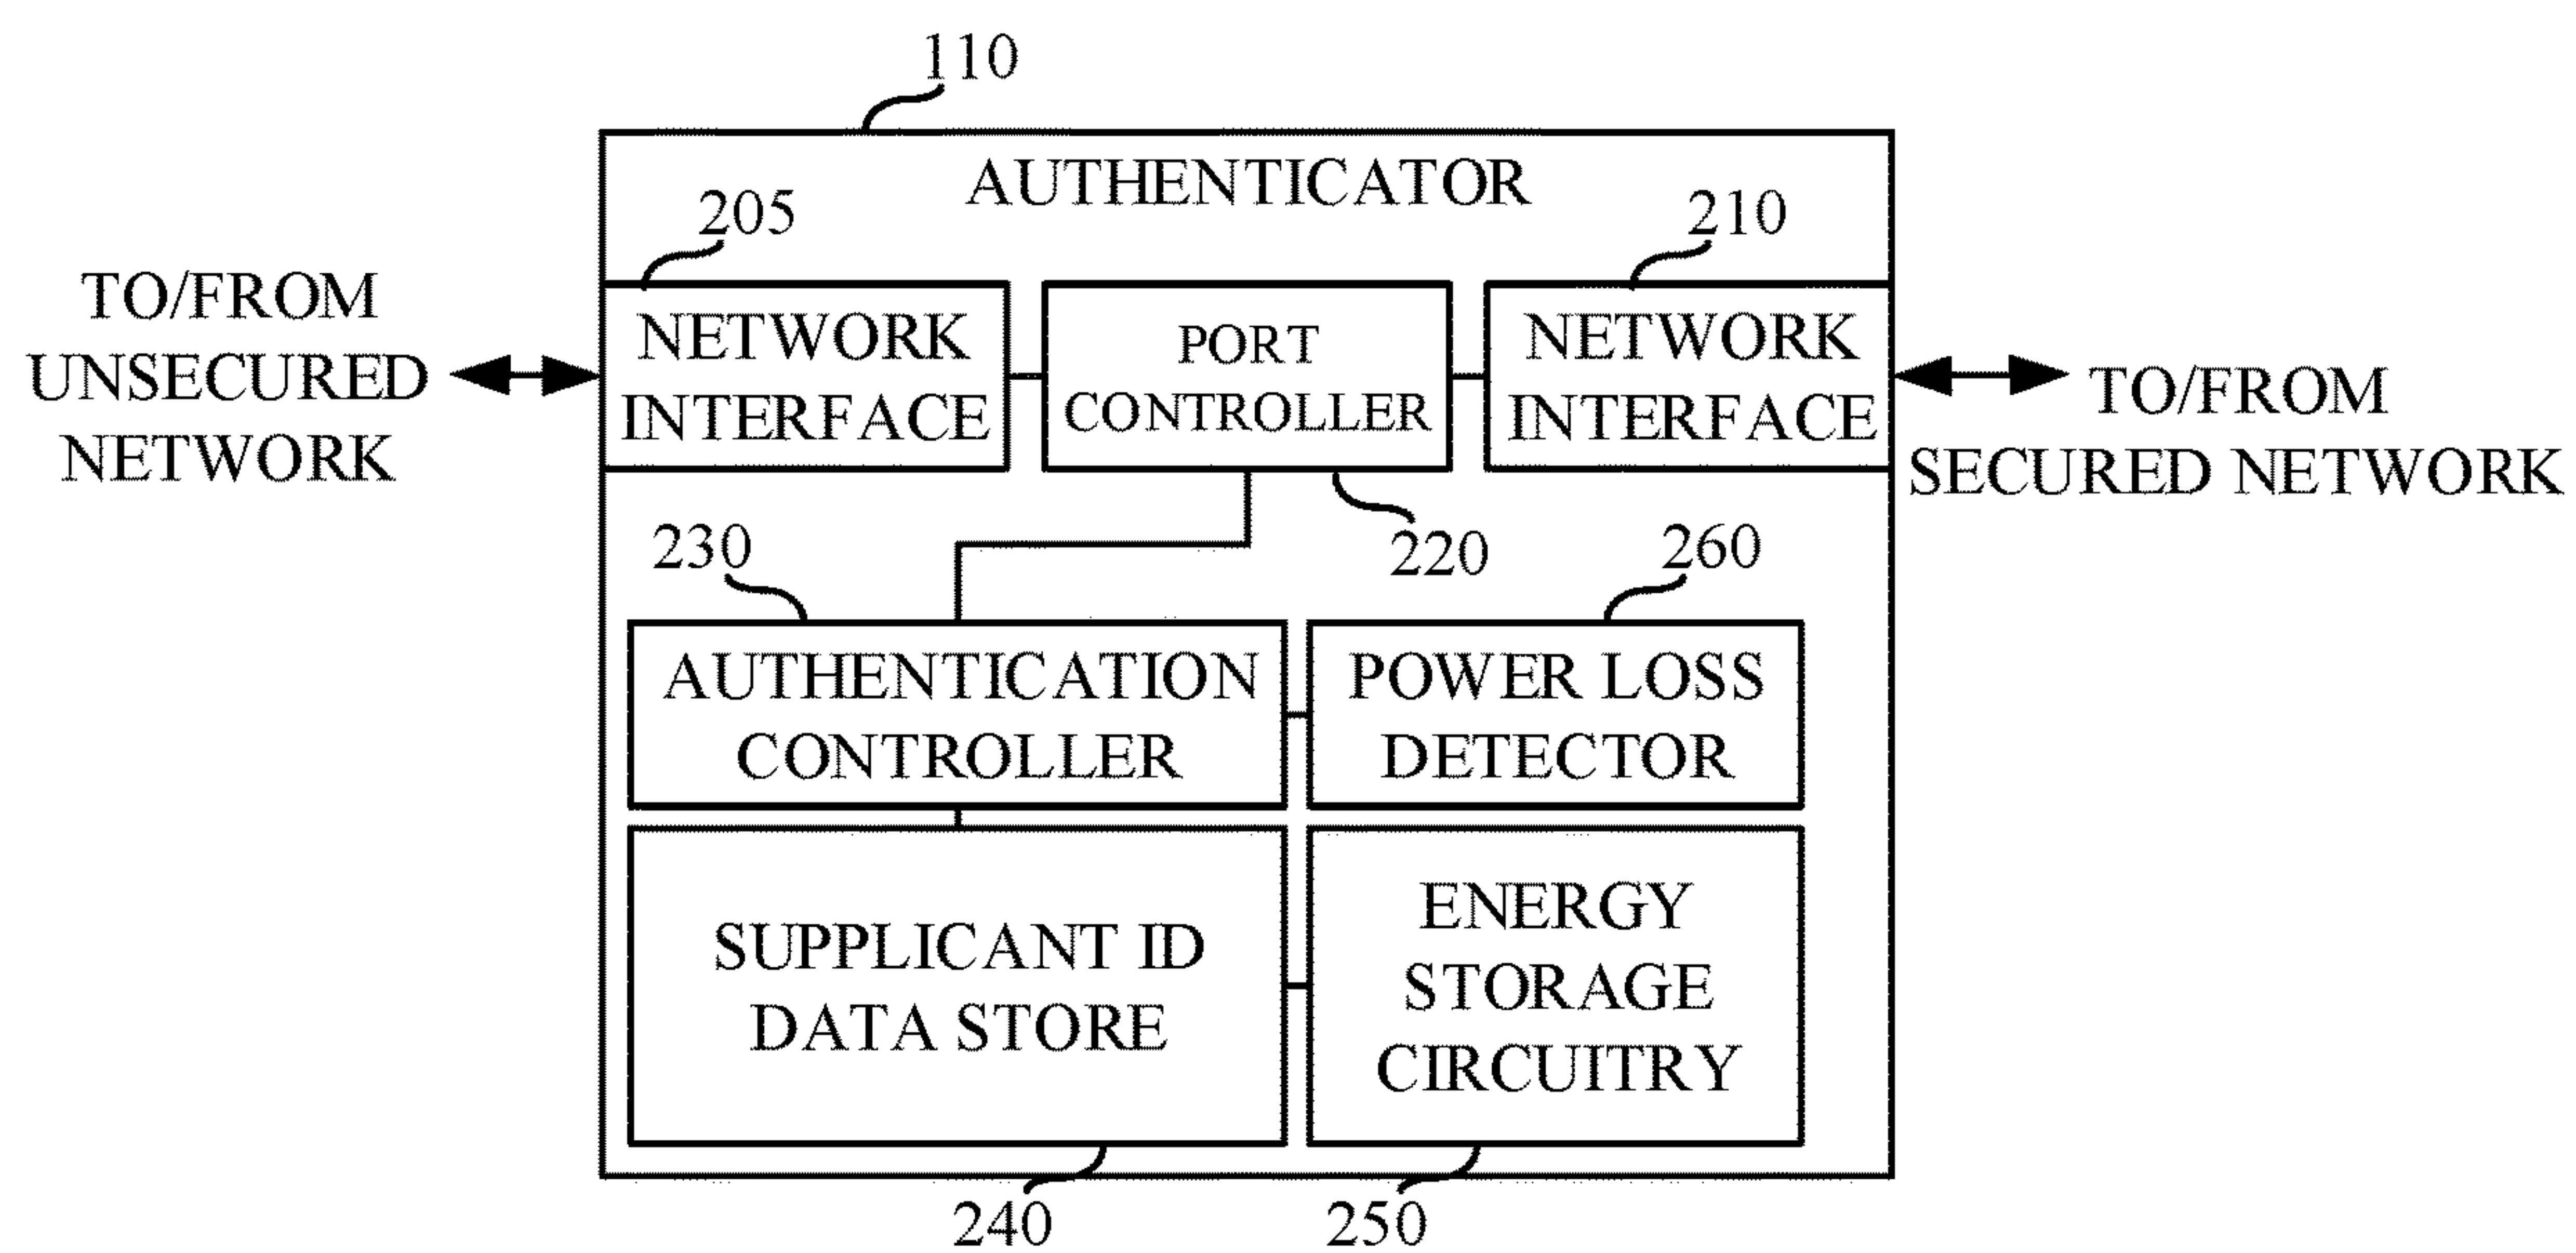 110
AUTHENTICATOR
205
210
TO/FROM
UNSECURED
NETWORK
NETWORK
INTERFACE
PORT
CONTROLLER
NETWORK
INTERFACE
TO/FROM
SECURED NETWORK
230
220
260
AUTHENTICATION
CONTROLLER
POWER LOSS
DETECTOR
SUPPLICANT ID
DATA STORE
ENERGY
STORAGE
CIRCUITRY
240
250